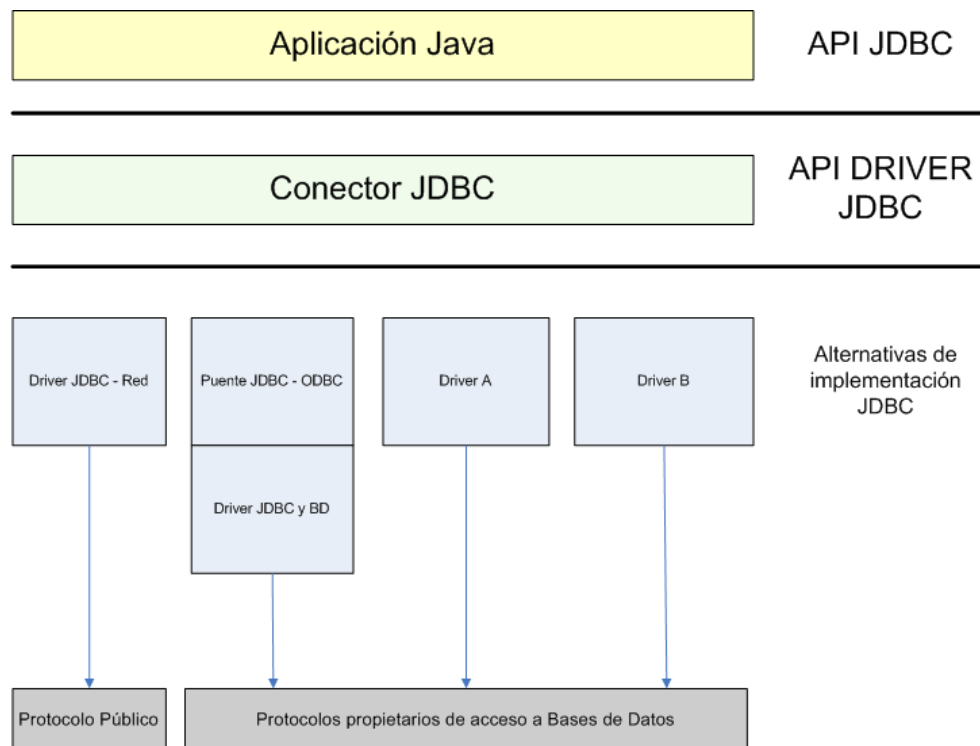 Aplicación Java
API JDBC
Conector JDBC
API DRIVER
JDBC
Driver JDBC - Red
Puente JDBC - ODBC
Driver A
Driver B
Alternativas de
implementación
JDBC
Driver JDBC y BD
Protocolo Público
Protocolos propietarios de acceso a Bases de Datos